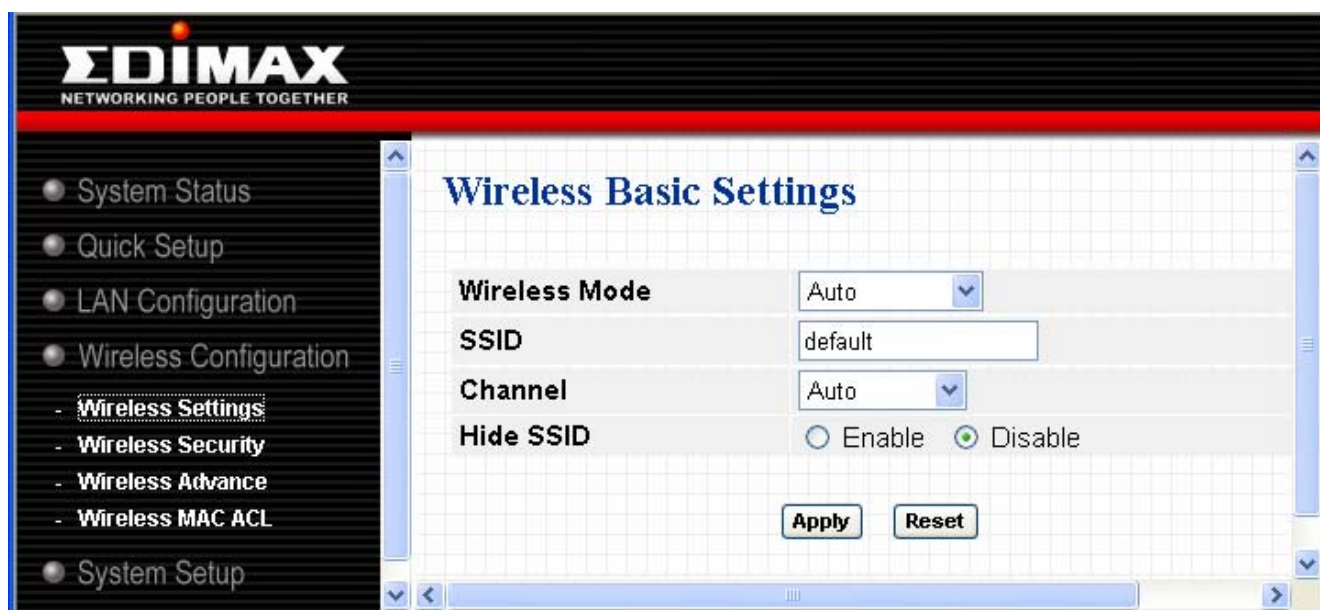 EDIMAX
NETWORKING PEOPLE TOGETHER
System Status
Quick Setup
LAN Configuration
Wireless Configuration
- Wireless Settings
- Wireless Security
- Wireless Advance
- Wireless MAC ACL
System Setup
Wireless Basic Settings
Wireless Mode Auto
SSID default
Channel Auto
Hide SSID Enable Disable
Apply Reset